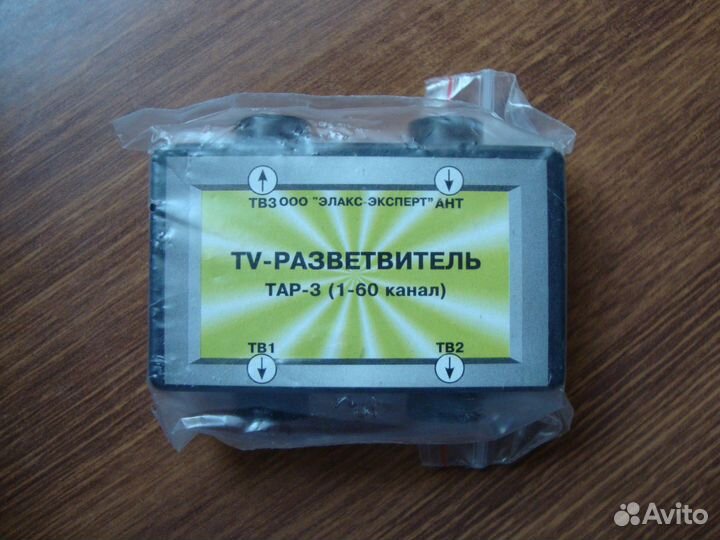 ТВ3 ООО "ЭЛАКС-ЭКСПЕРТ" АНТ
TV-РАЗВЕТВИТЕЛЬ
ТАР-3 (1-60 канал)
ТВ1 ТВ2
Avito